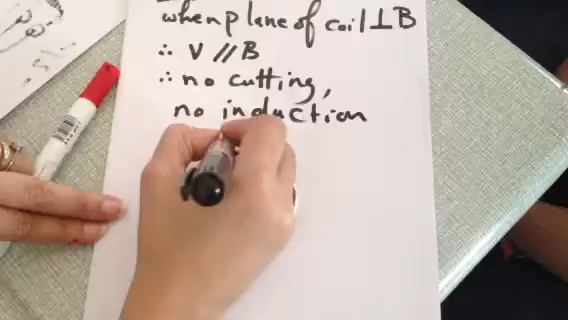 when plane of coil ⊥ B
∴ V // B
∴ no cutting,
no induction